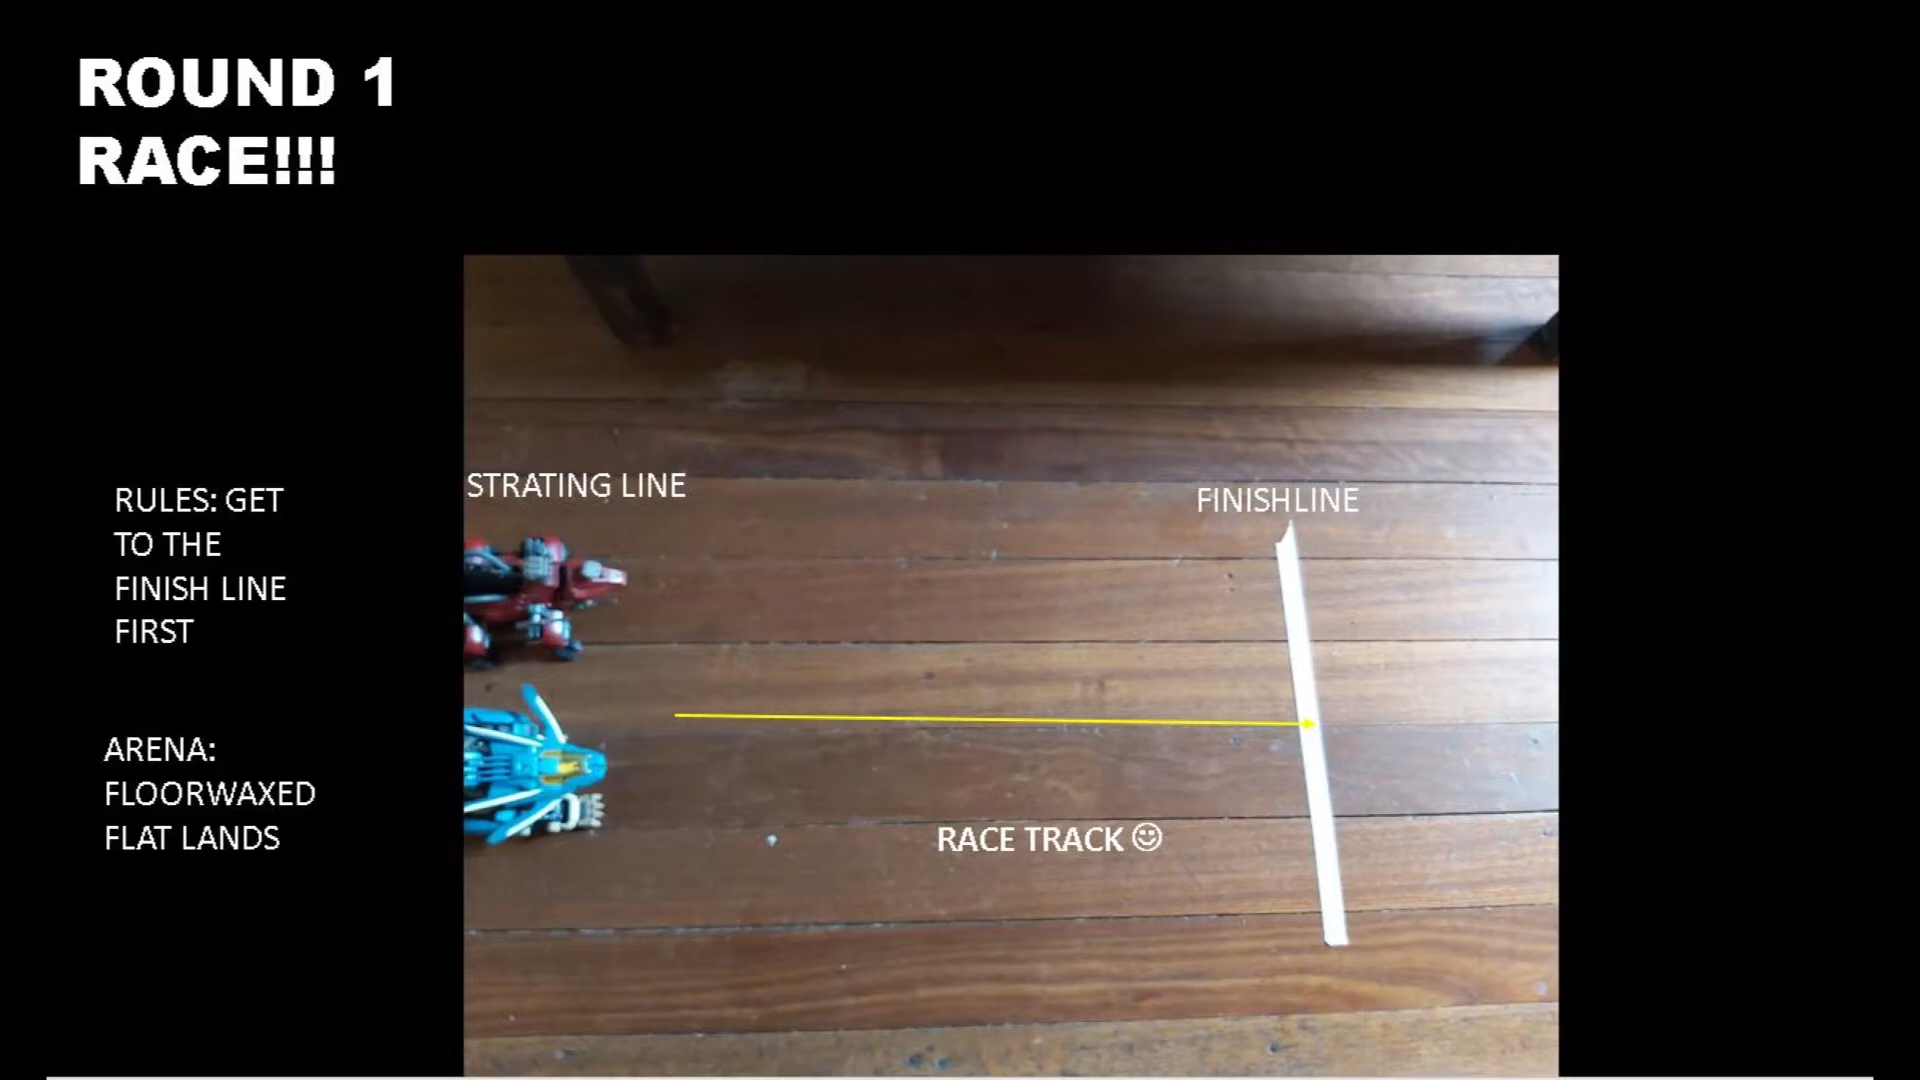 ROUND 1
RACE!!!
RULES: GET
TO THE
FINISH LINE
FIRST
ARENA:
FLOORWAXED
FLAT LANDS
STRATING LINE
FINISHLINE
RACE TRACK ☺